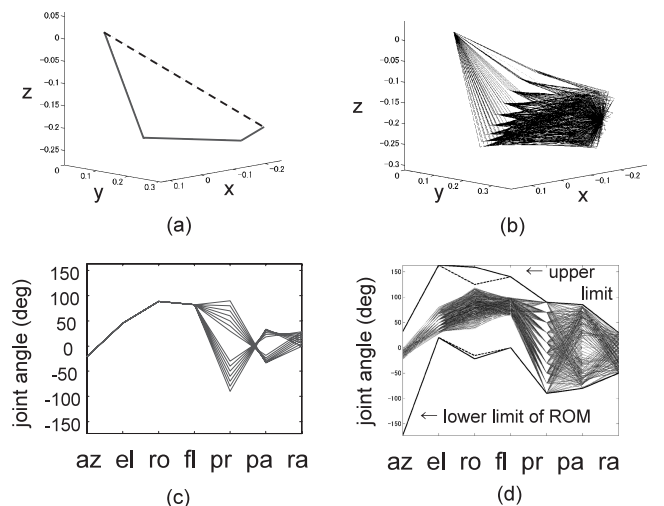 0.05
0
-0.05
-0.1
-0.15
-0.2
-0.25
z
0.1
0.2
0.3
y
0.1
0
-0.1
-0.2
x
(a)
0
-0.05
-0.1
-0.15
-0.2
-0.25
-0.3
z
0.1
0.2
0.3
y
0.1
0
-0.1
-0.2
x
(b)
joint angle (deg)
150
100
50
0
-50
-100
-150
az el ro fl pr pa ra
(c)
joint angle (deg)
150
100
50
0
-50
-100
-150
← upper
limit
← lower limit of ROM
az el ro fl pr pa ra
(d)